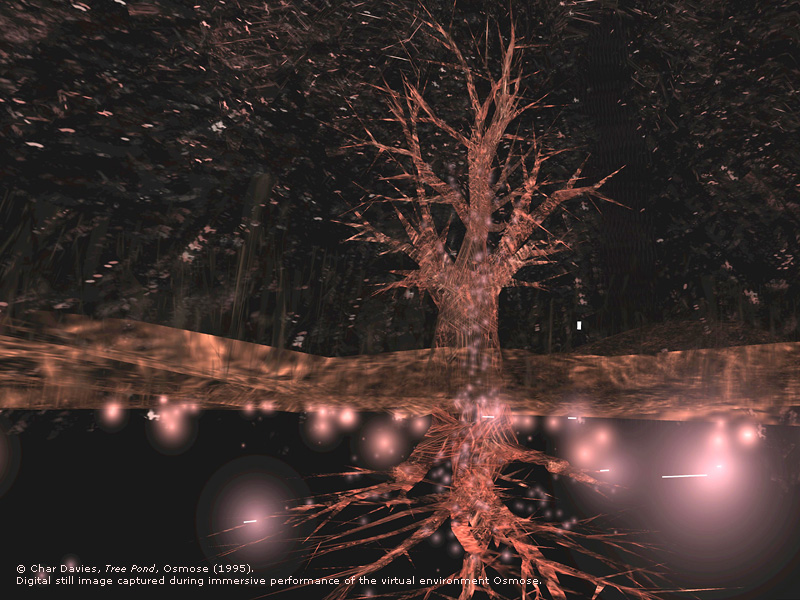 © Char Davies, Tree Pond, Osmose (1995).
Digital still image captured during immersive performance of the virtual environment Osmose.